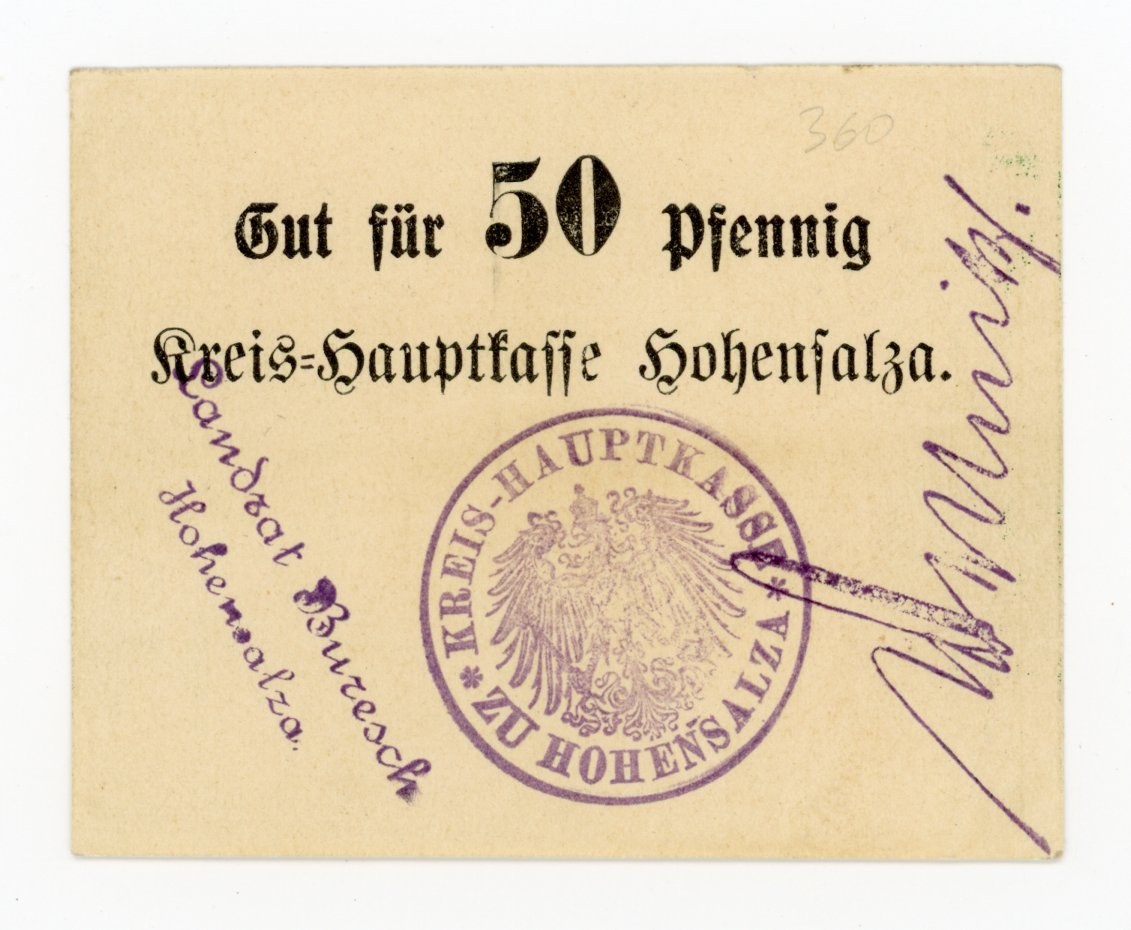 360
Gut für 50 Pfennig
Kreis-Hauptkasse Hohensalza.
Landrat Buresch
Hohensalza.
* KREIS-HAUPTKASSE *
ZU HOHENSALZA